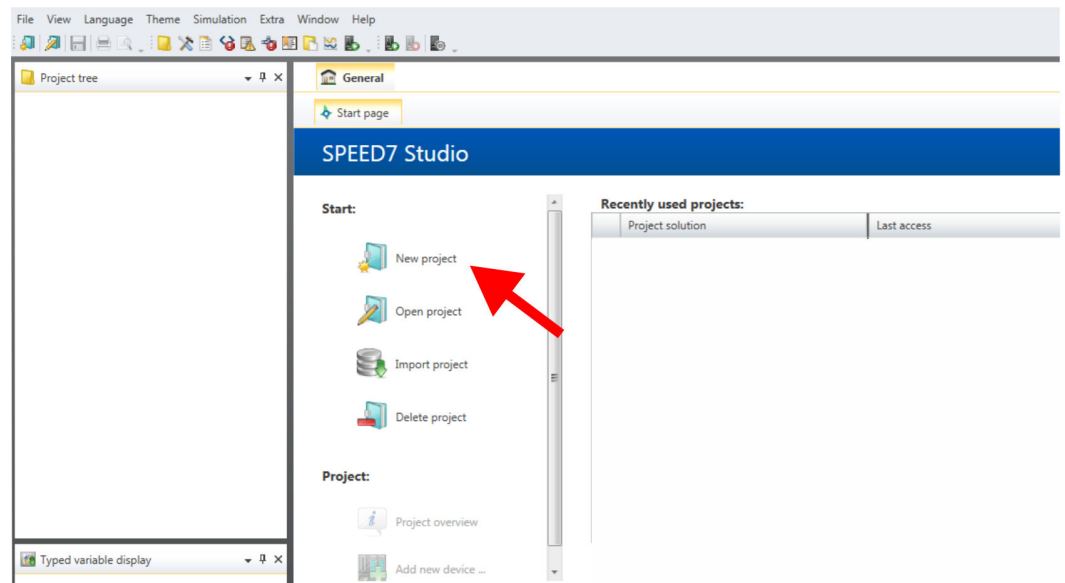 File View Language Theme Simulation Extra Window Help
Project tree
General
Start page
SPEED7 Studio
Start:
New project
Open project
Import project
Delete project
Project:
Project overview
Add new device ...
Recently used projects:
Project solution Last access
Typed variable display